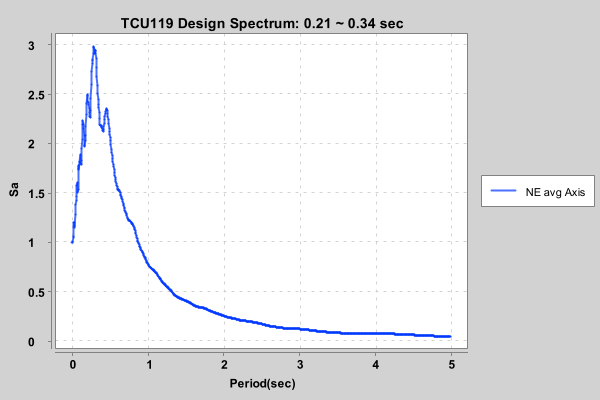 TCU119 Design Spectrum: 0.21 ~ 0.34 sec
3
2.5
2
1.5
1
0.5
0
Sa
0 1 2 3 4 5
Period(sec)
NE avg Axis